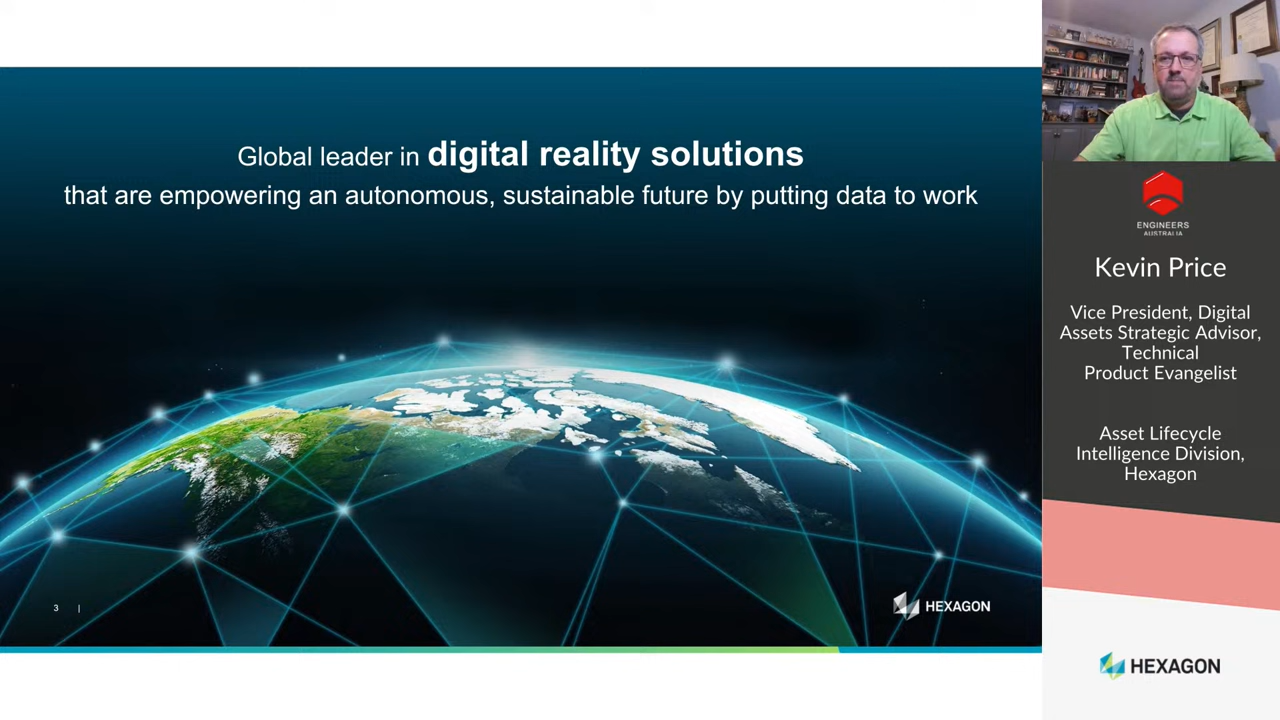 Global leader in digital reality solutions
that are empowering an autonomous, sustainable future by putting data to work
3 |
HEXAGON
ENGINEERS
AUSTRALIA
Kevin Price
Vice President, Digital
Assets Strategic Advisor,
Technical
Product Evangelist
Asset Lifecycle
Intelligence Division,
Hexagon
HEXAGON